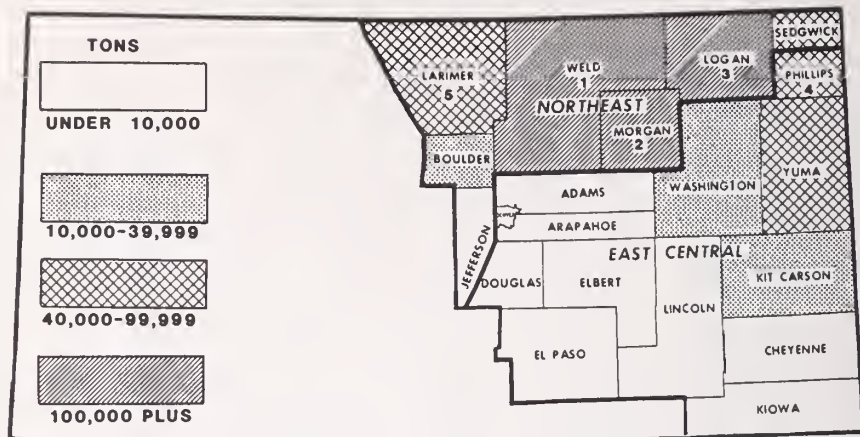 TONS
UNDER 10,000
10,000-39,999
40,000-99,999
100,000 PLUS
LARIMER
5
WELD
1
LOGAN
3
SEDGWICK
PHILLIPS
4
NORTHEAST
MORGAN
2
BOULDER
WASHINGTON
YUMA
ADAMS
ARAPAHOE
JEFFERSON
EAST CENTRAL
DOUGLAS
ELBERT
LINCOLN
KIT CARSON
EL PASO
CHEYENNE
KIOWA